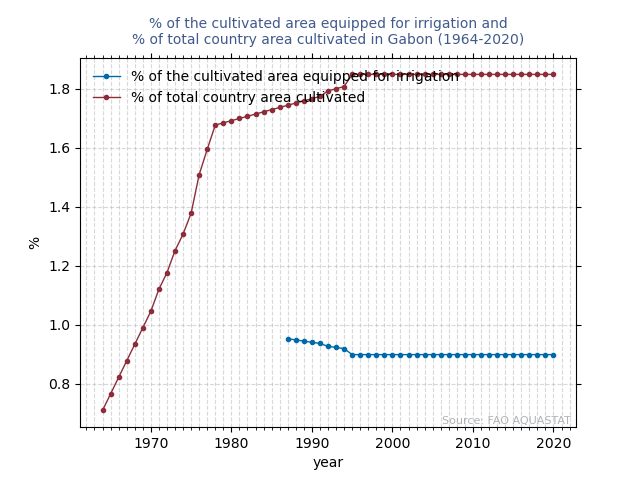 % of the cultivated area equipped for irrigation and
% of total country area cultivated in Gabon (1964-2020)
% of the cultivated area equipped for irrigation
% of total country area cultivated
1.8
1.6
1.4
1.2
1.0
0.8
%
Source: FAO AQUASTAT
1970 1980 1990 2000 2010 2020
year